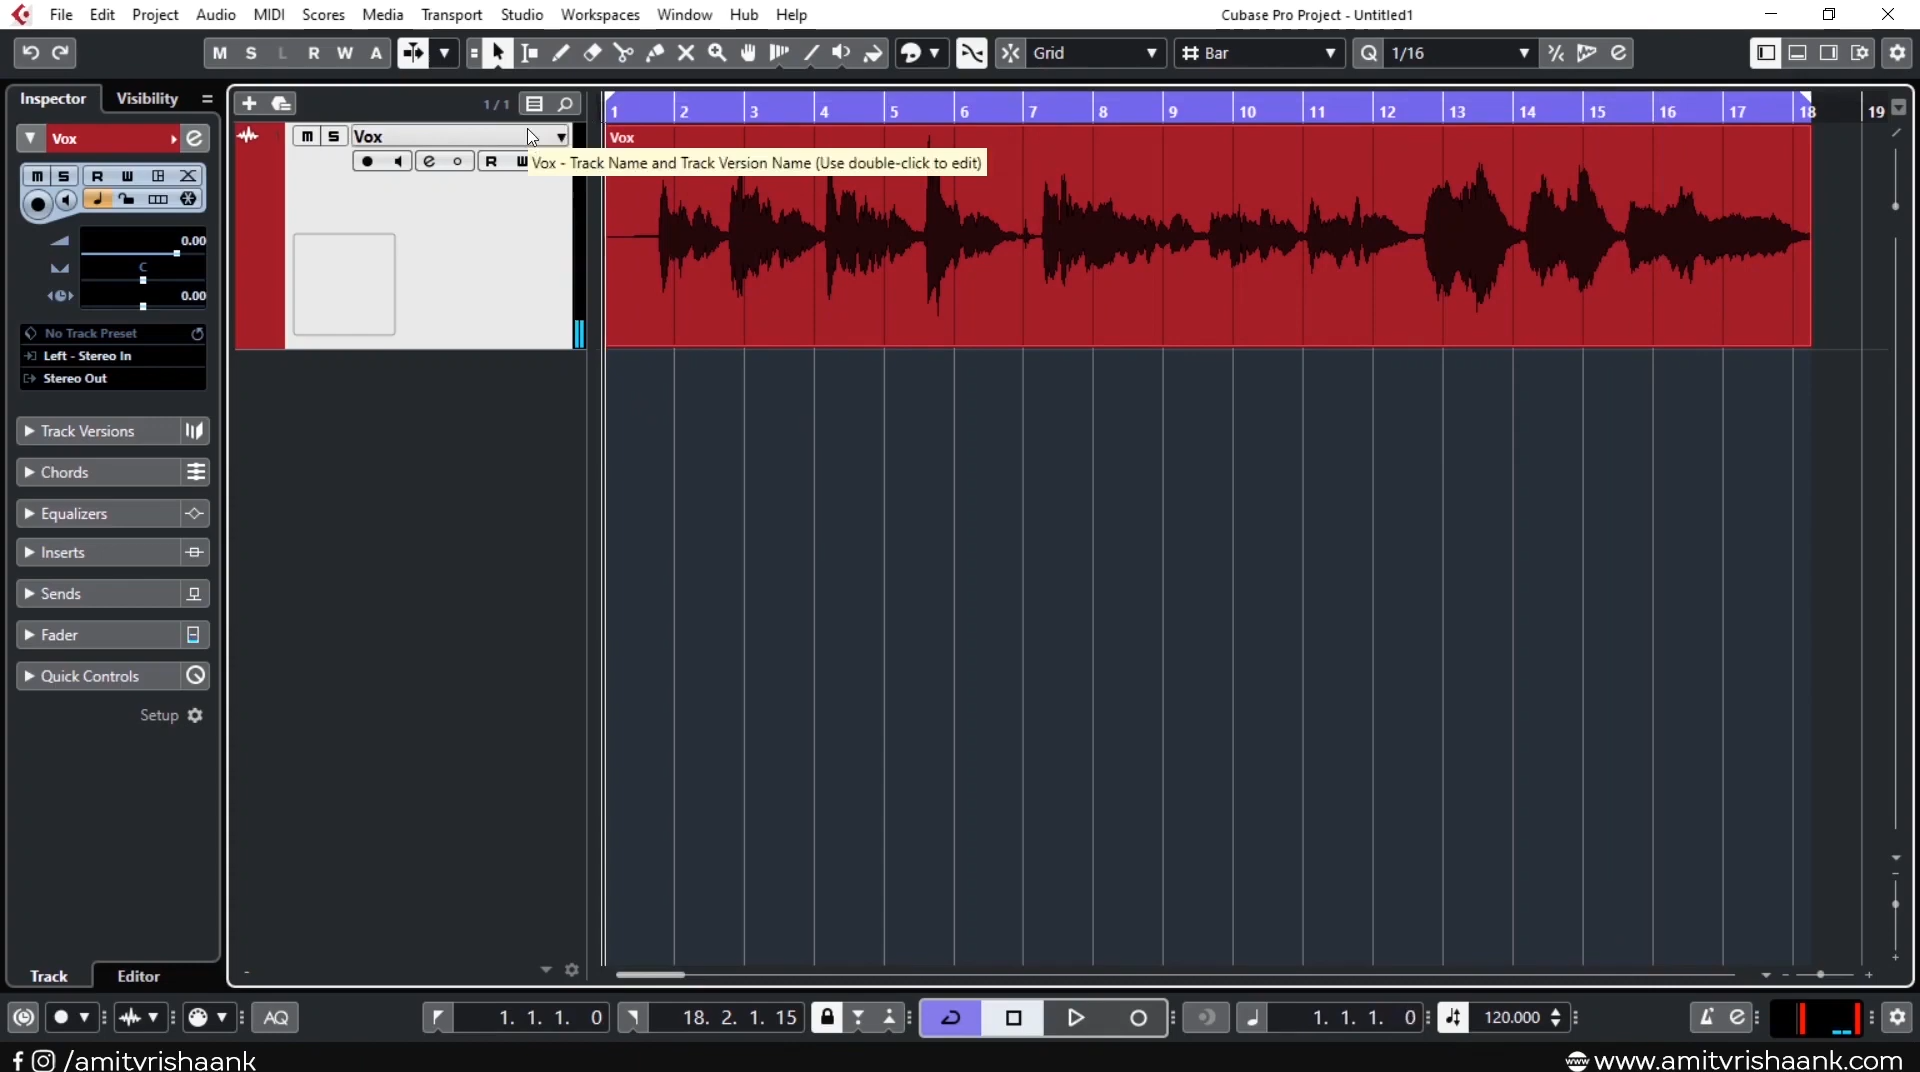 File Edit Project Audio MIDI Scores Media Transport Studio Workspaces Window Hub Help
Cubase Pro Project - Untitled1
M S L R W A
Grid
Bar
Q 1/16
Inspector
Visibility
1 / 1
1 2 3 4 5 6 7 8 9 10 11 12 13 14 15 16 17 18 19
Vox
m S Vox
Vox
R W
Vox - Track Name and Track Version Name (Use double-click to edit)
m S R W
0.00
C
0.00
No Track Preset
Left - Stereo In
Stereo Out
Track Versions
Chords
Equalizers
Inserts
Sends
Fader
Quick Controls
Setup
Track
Editor
AQ
1. 1. 1. 0
18. 2. 1. 15
1. 1. 1. 0
120.000
/amitvrishaank
www.amitvrishaank.com